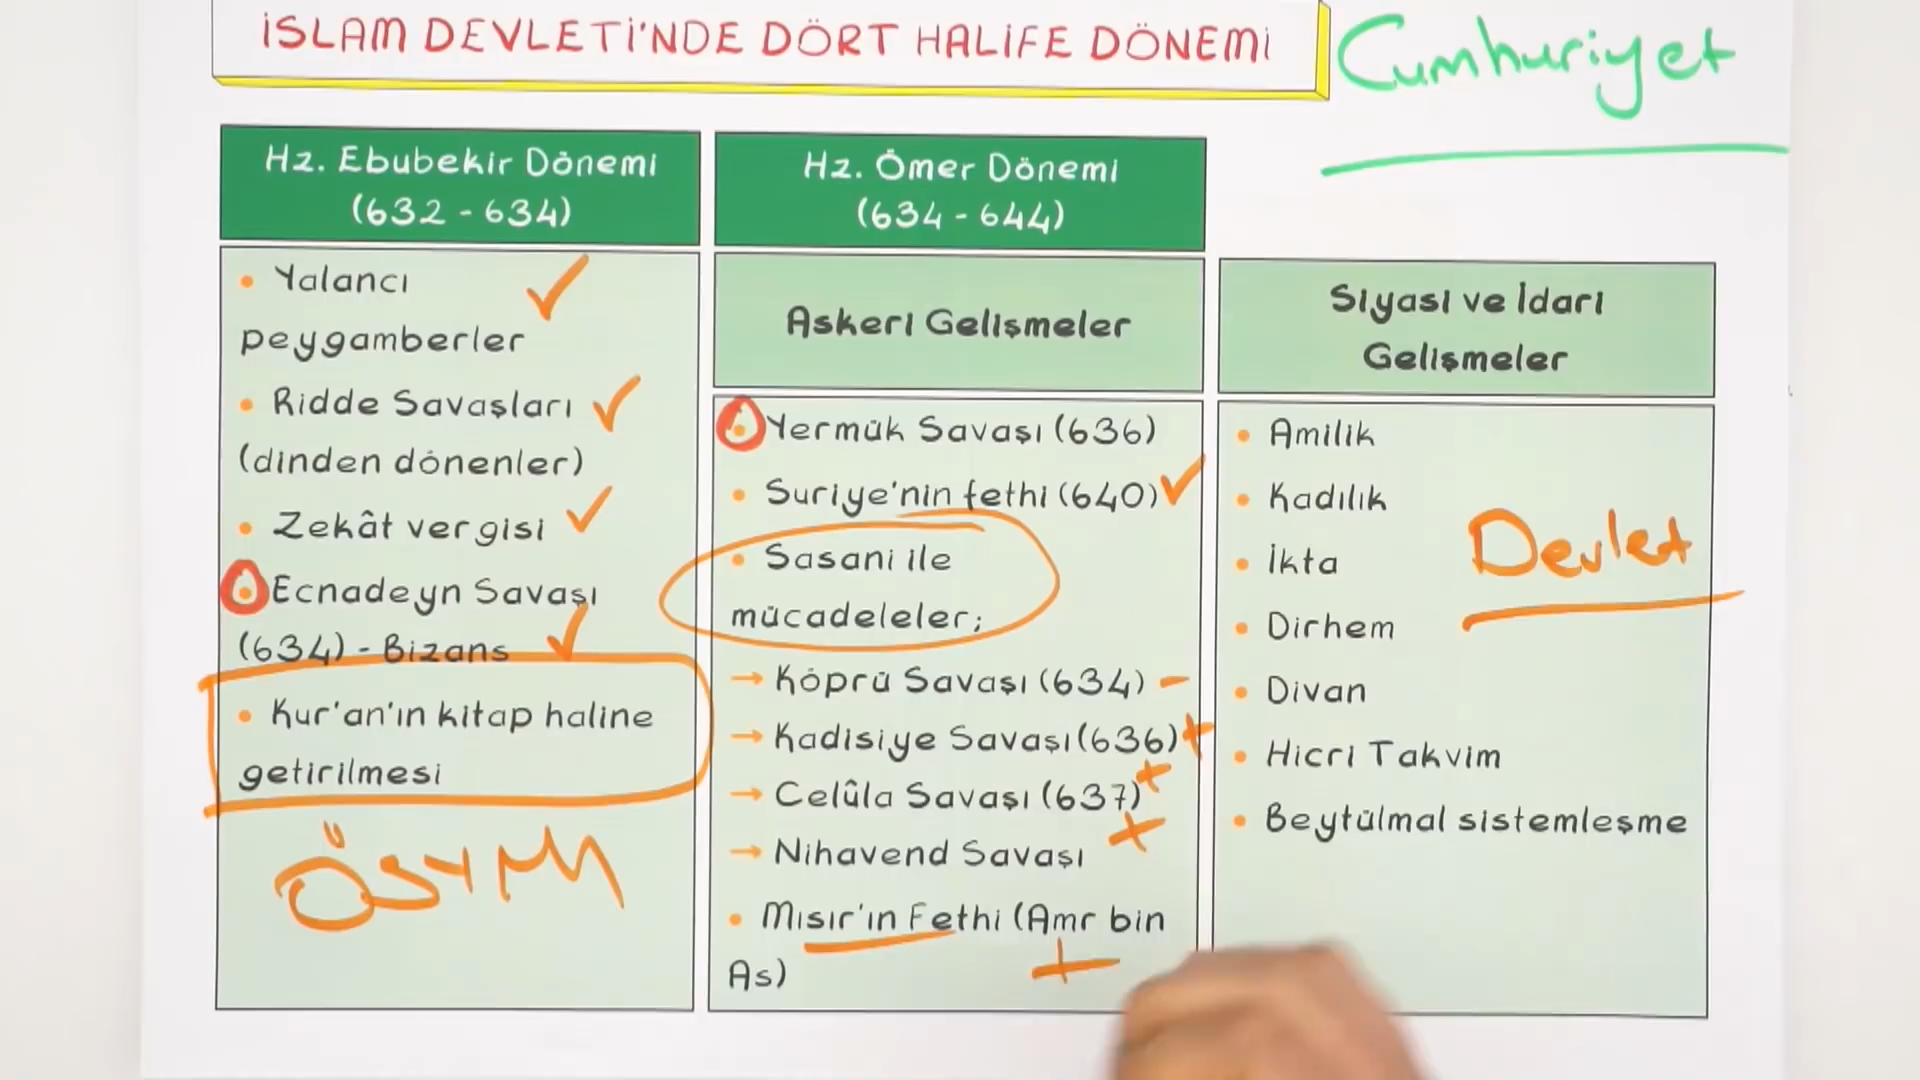 İSLAM DEVLETİ'NDE DÖRT HALİFE DÖNEMİ
Cumhuriyet
Hz. Ebubekir Dönemi
(632 - 634)
• Yalancı
peygamberler
• Ridde Savaşları
(dinden dönenler)
• Zekât vergisi
• Ecnadeyn Savaşı
(634) - Bizans
• Kur'an'ın kitap haline
getirilmesi
ÖSYM
Hz. Ömer Dönemi
(634 - 644)
Askeri Gelişmeler
• Yermük Savaşı (636)
• Suriye'nin fethi (640)
• Sasani ile
mücadeleler;
→ Köprü Savaşı (634) -
→ Kadisiye Savaşı (636) +
→ Celûla Savaşı (637) +
→ Nihavend Savaşı +
• Mısır'ın Fethi (Amr bin
As) +
Siyasi ve İdari
Gelişmeler
• Amilik
• Kadılık
• İkta
• Dirhem
• Divan
• Hicri Takvim
• Beytülmal sistemleşme
Devlet